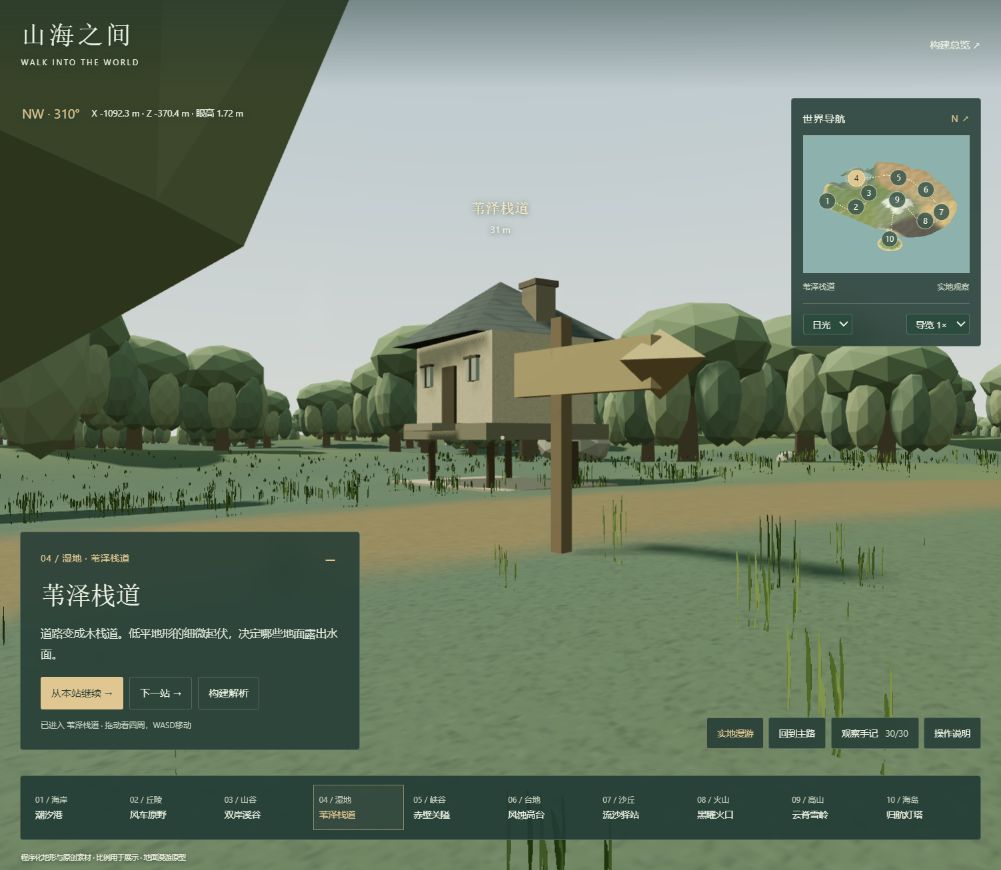 山海之间
WALK INTO THE WORLD
构建总览 ↗
NW · 310° X -1092.3 m · Z -370.4 m · 眼高 1.72 m
世界导航 N ↗
4 5 6 3 9 1 2 7 8 10
苇泽栈道 实地观察
日光 导览 1×
苇泽栈道
31 m
04 / 湿地 · 苇泽栈道
苇泽栈道
道路变成木栈道。低平地形的细微起伏，决定哪些地面露出水
面。
从本站继续 → 下一站 → 构建解析
已进入 苇泽栈道 · 拖动看四周，WASD移动
实地漫游 回到主路 观察手记 30/30 操作说明
01 / 海岸 02 / 丘陵 03 / 山谷 04 / 湿地 05 / 峡谷 06 / 台地 07 / 沙丘 08 / 火山 09 / 高山 10 / 海岛
潮汐港 风车原野 双岸溪谷 苇泽栈道 赤壁关隘 风蚀高台 流沙驿站 黑曜火口 云脊雪岭 归航灯塔
程序化地形与原创素材 · 比例用于展示 · 地面漫游原型